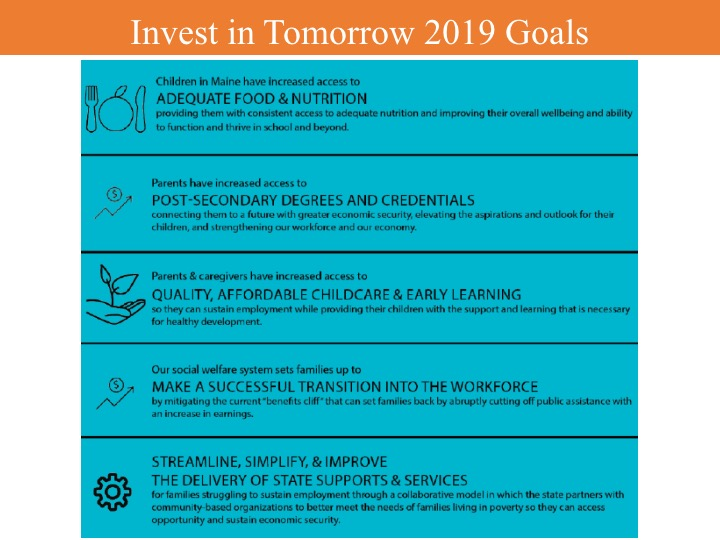 Invest in Tomorrow 2019 Goals
Children in Maine have increased access to
ADEQUATE FOOD & NUTRITION
providing them with consistent access to adequate nutrition and improving their overall wellbeing and ability
to function and thrive in school and beyond.
$
Parents have increased access to
POST-SECONDARY DEGREES AND CREDENTIALS
connecting them to a future with greater economic security, elevating the aspirations and outlook for their
children, and strengthening our workforce and our economy.
Parents & caregivers have increased access to
QUALITY, AFFORDABLE CHILDCARE & EARLY LEARNING
so they can sustain employment while providing their children with the support and learning that is necessary
for healthy development.
$
Our social welfare system sets families up to
MAKE A SUCCESSFUL TRANSITION INTO THE WORKFORCE
by mitigating the current "benefits cliff" that can set families back by abruptly cutting off public assistance with
an increase in earnings.
STREAMLINE, SIMPLIFY, & IMPROVE
THE DELIVERY OF STATE SUPPORTS & SERVICES
for families struggling to sustain employment through a collaborative model in which the state partners with
community-based organizations to better meet the needs of families living in poverty so they can access
opportunity and sustain economic security.